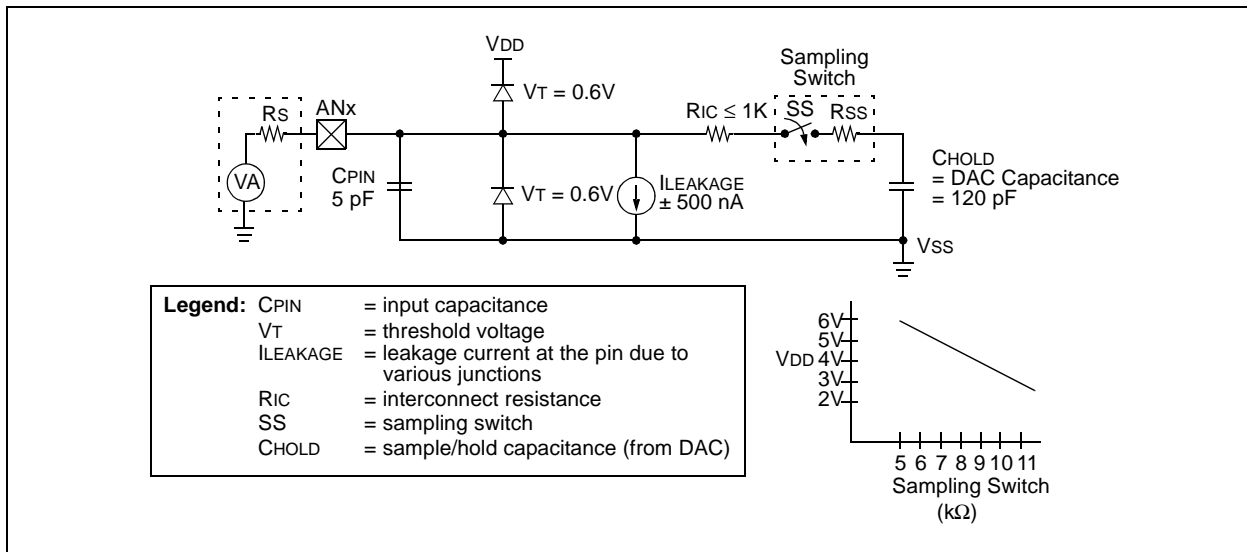 VDD
Sampling
Switch
VT = 0.6V
RS
ANx
RIC ≤ 1K
SS
RSS
CPIN
5 pF
VA
VT = 0.6V
ILEAKAGE
± 500 nA
CHOLD
= DAC Capacitance
= 120 pF
VSS
Legend: CPIN = input capacitance
VT = threshold voltage
ILEAKAGE = leakage current at the pin due to
various junctions
RIC = interconnect resistance
SS = sampling switch
CHOLD = sample/hold capacitance (from DAC)
6V
5V
VDD 4V
3V
2V
5 6 7 8 9 10 11
Sampling Switch
(kΩ)